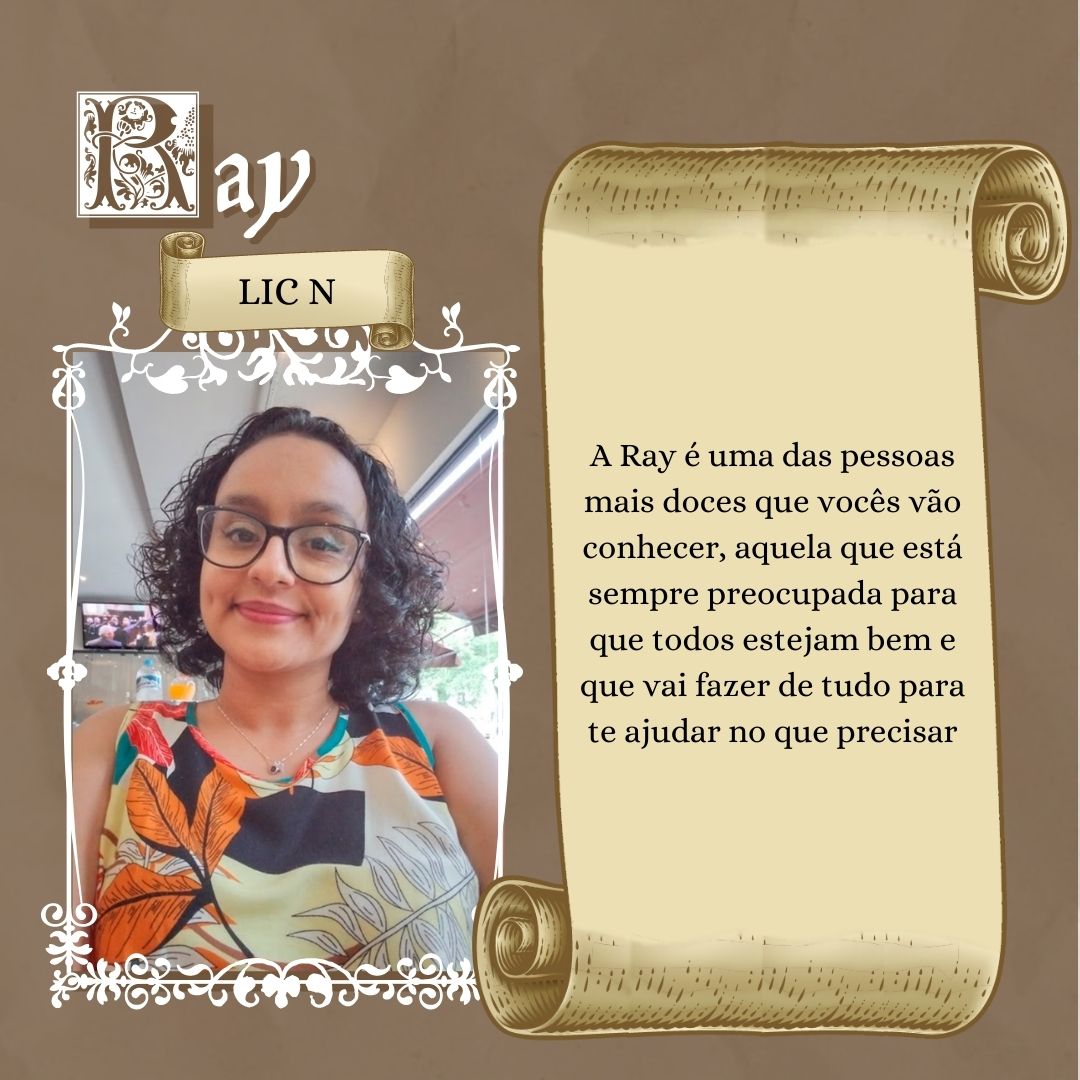 Ray
LIC N
A Ray é uma das pessoas
mais doces que vocês vão
conhecer, aquela que está
sempre preocupada para
que todos estejam bem e
que vai fazer de tudo para
te ajudar no que precisar